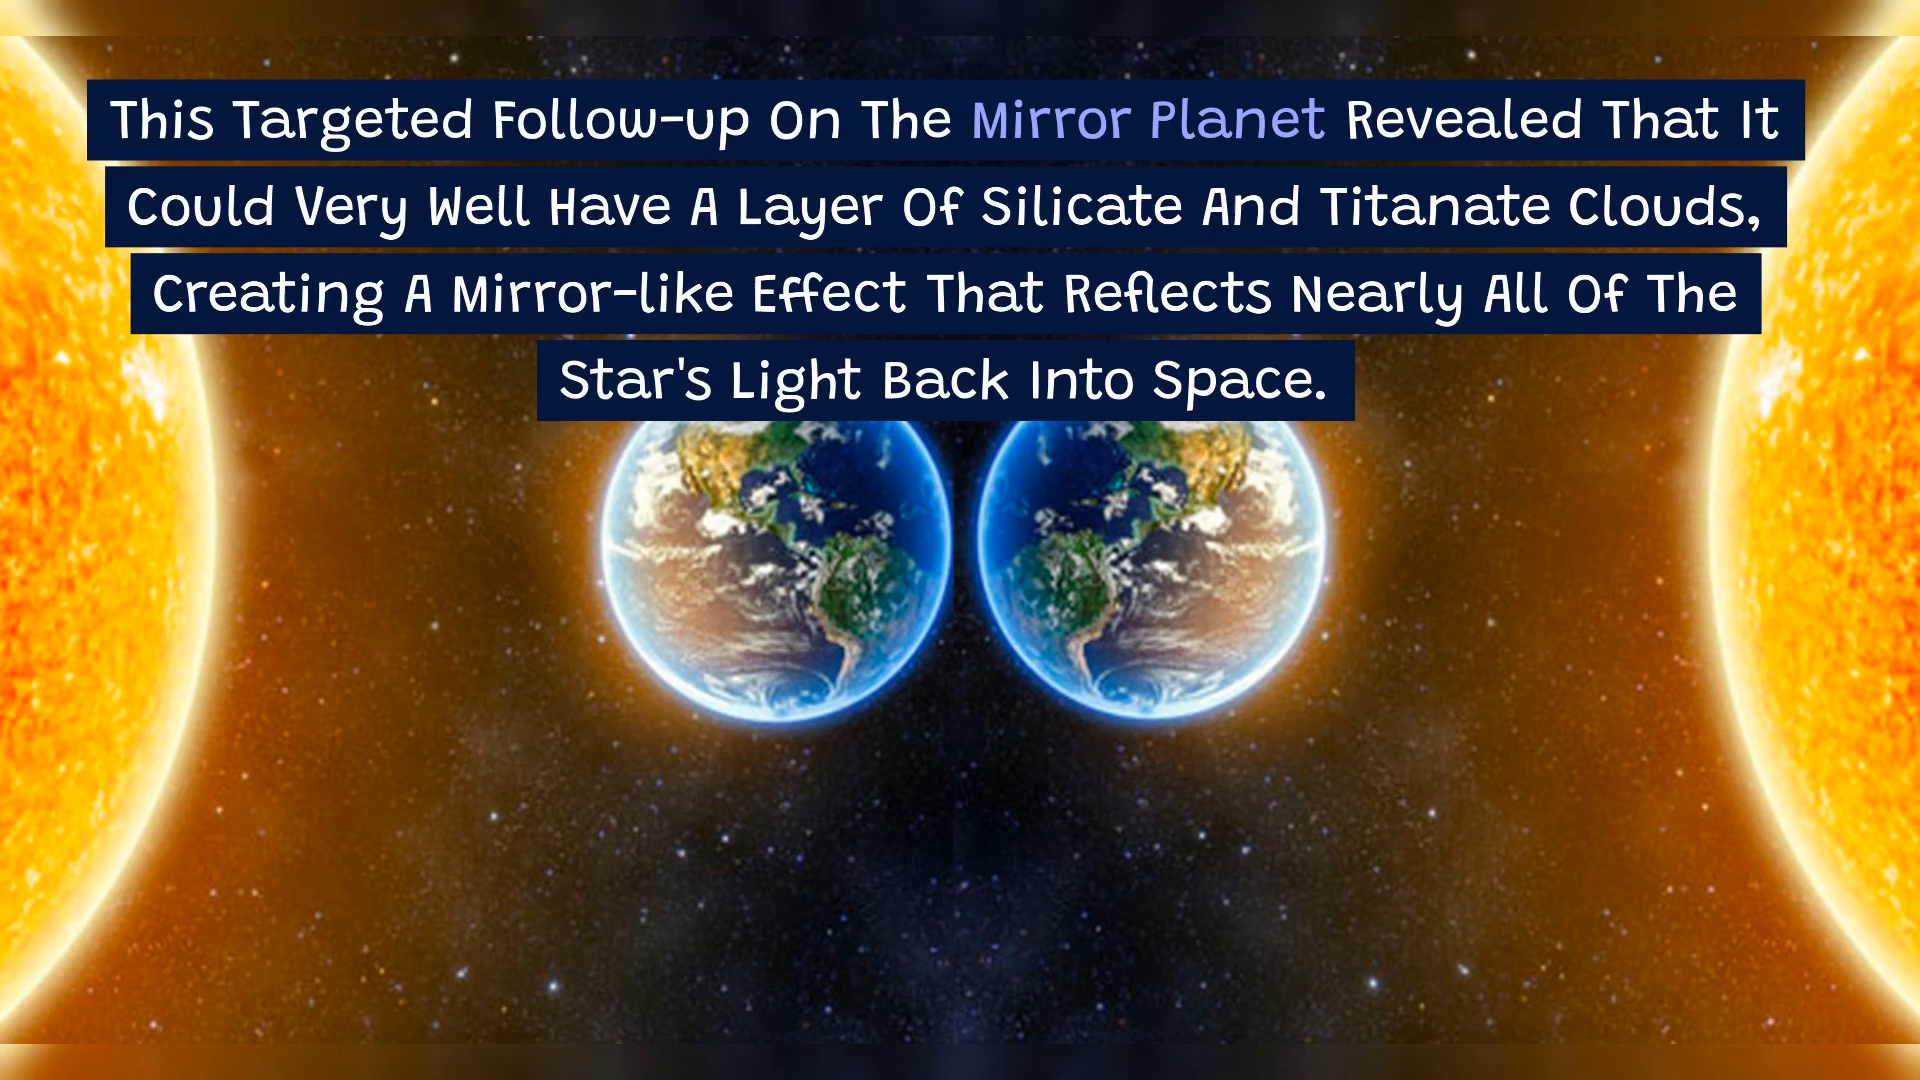 This Targeted Follow-up On The Mirror Planet Revealed That It
Could Very Well Have A Layer Of Silicate And Titanate Clouds,
Creating A Mirror-like Effect That Reflects Nearly All Of The
Star's Light Back Into Space.